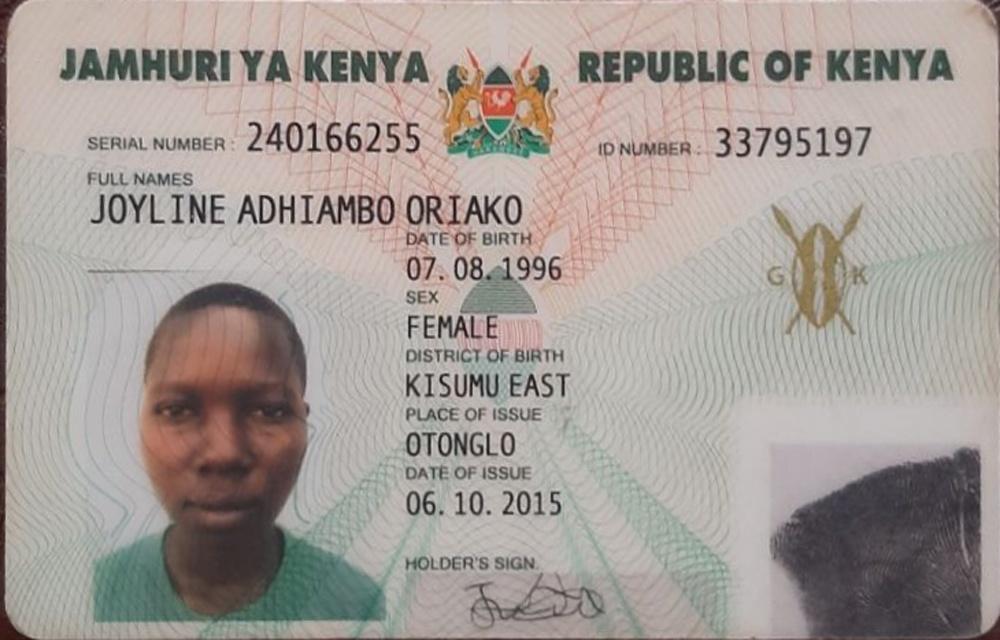 JAMHURI YA KENYA REPUBLIC OF KENYA
SERIAL NUMBER : 240166255 ID NUMBER : 33795197
FULL NAMES
JOYLINE ADHIAMBO ORIAKO
DATE OF BIRTH
07. 08. 1996
G K
SEX
FEMALE
DISTRICT OF BIRTH
KISUMU EAST
PLACE OF ISSUE
OTONGLO
DATE OF ISSUE
06. 10. 2015
HOLDER'S SIGN.